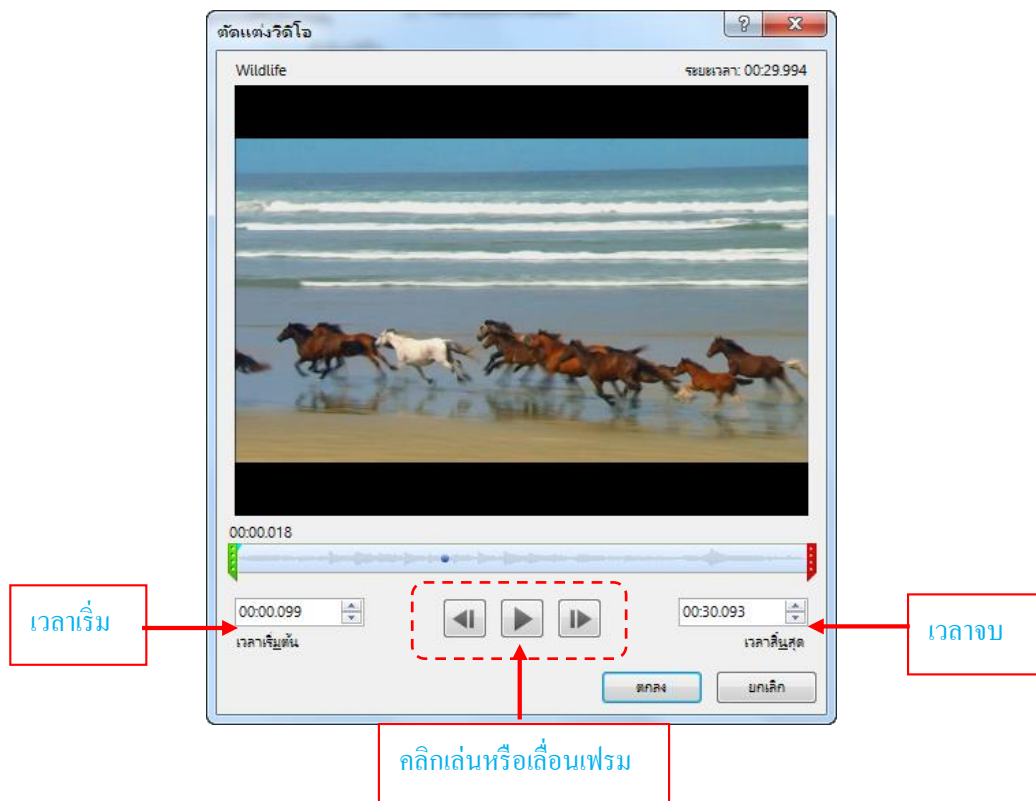 ตัดแต่งวิดีโอ
Wildlife
ระยะเวลา: 00:29.994
00:00.018
00:00.099
00:30.093
เวลาเริ่มต้น
เวลาสิ้นสุด
เวลาเริ่ม
เวลาจบ
ตกลง
ยกเลิก
คลิกเล่นหรือเลื่อนเฟรม